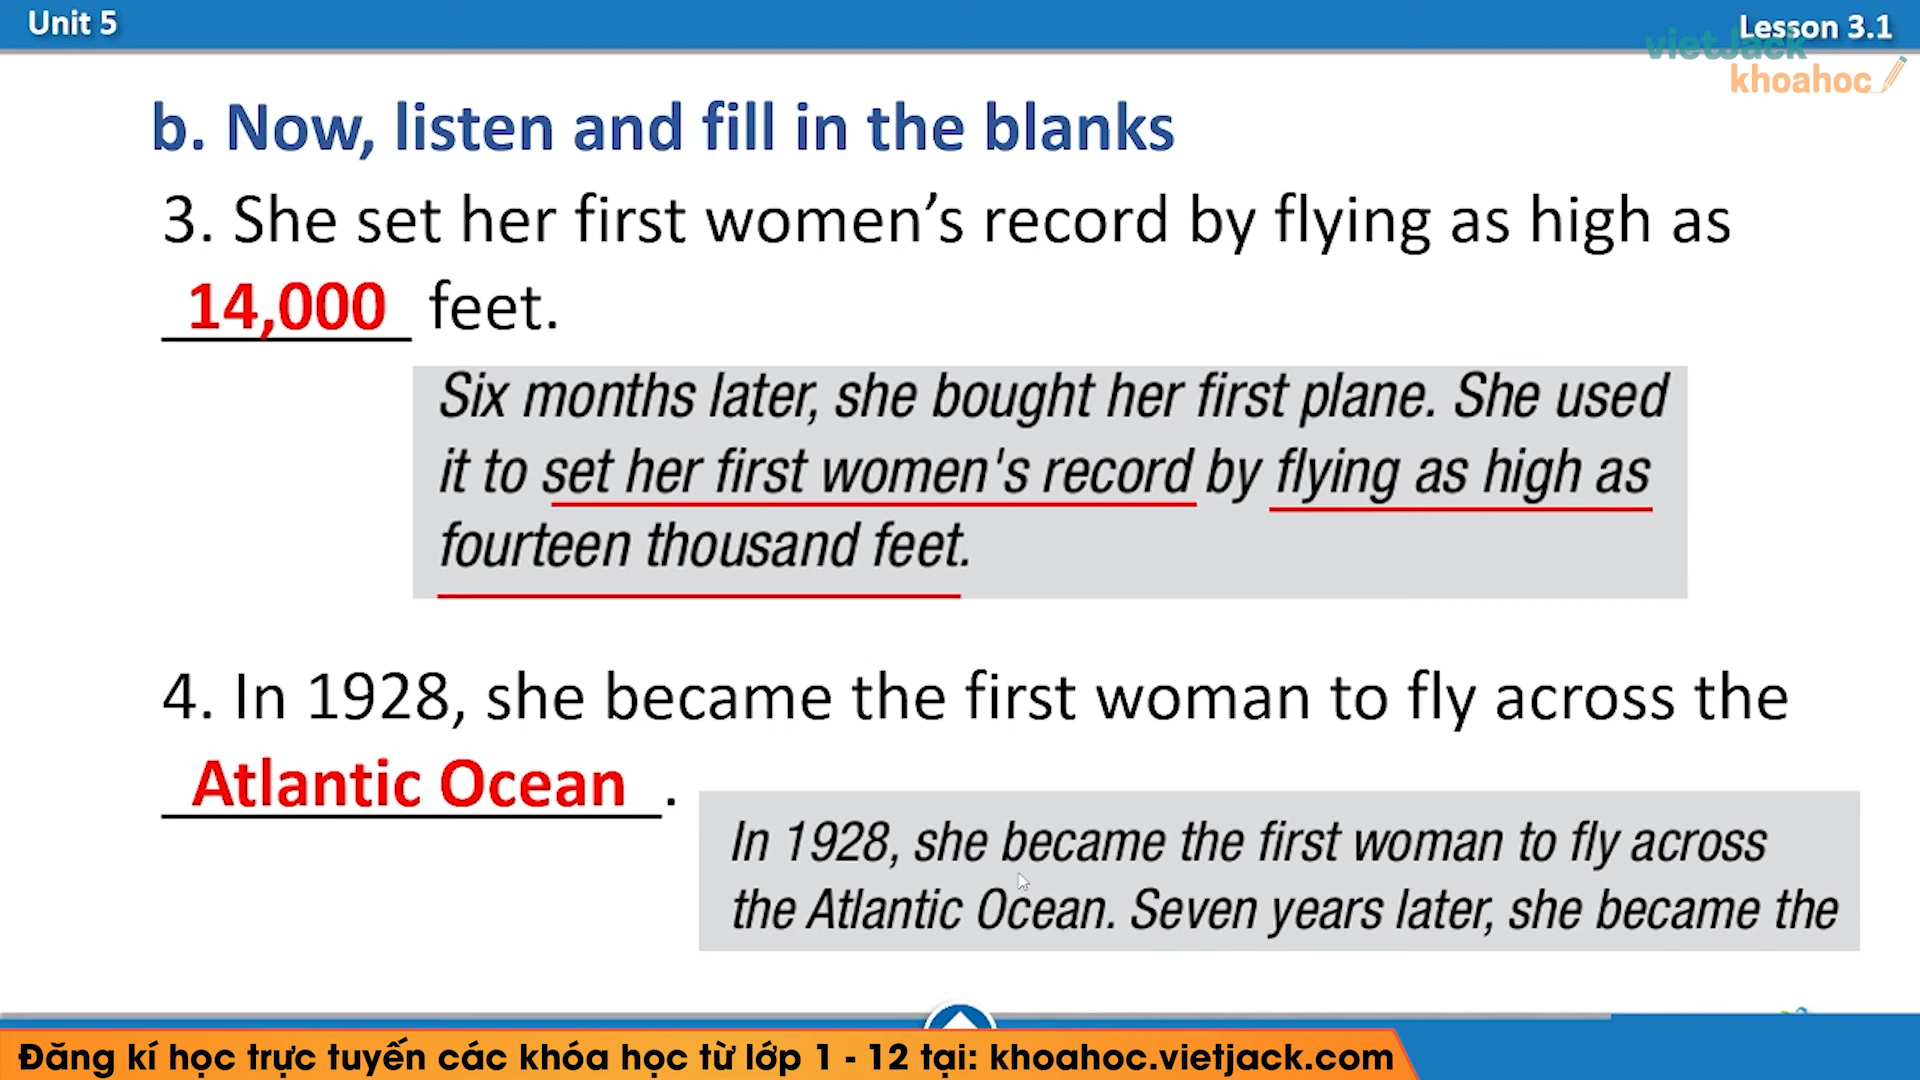 Unit 5
Lesson 3.1
vietJack
khoahoc
b. Now, listen and fill in the blanks
3. She set her first women’s record by flying as high as
14,000 feet.
Six months later, she bought her first plane. She used
it to set her first women's record by flying as high as
fourteen thousand feet.
4. In 1928, she became the first woman to fly across the
Atlantic Ocean.
In 1928, she became the first woman to fly across
the Atlantic Ocean. Seven years later, she became the
Đăng kí học trực tuyến các khóa học từ lớp 1 - 12 tại: khoahoc.vietjack.com